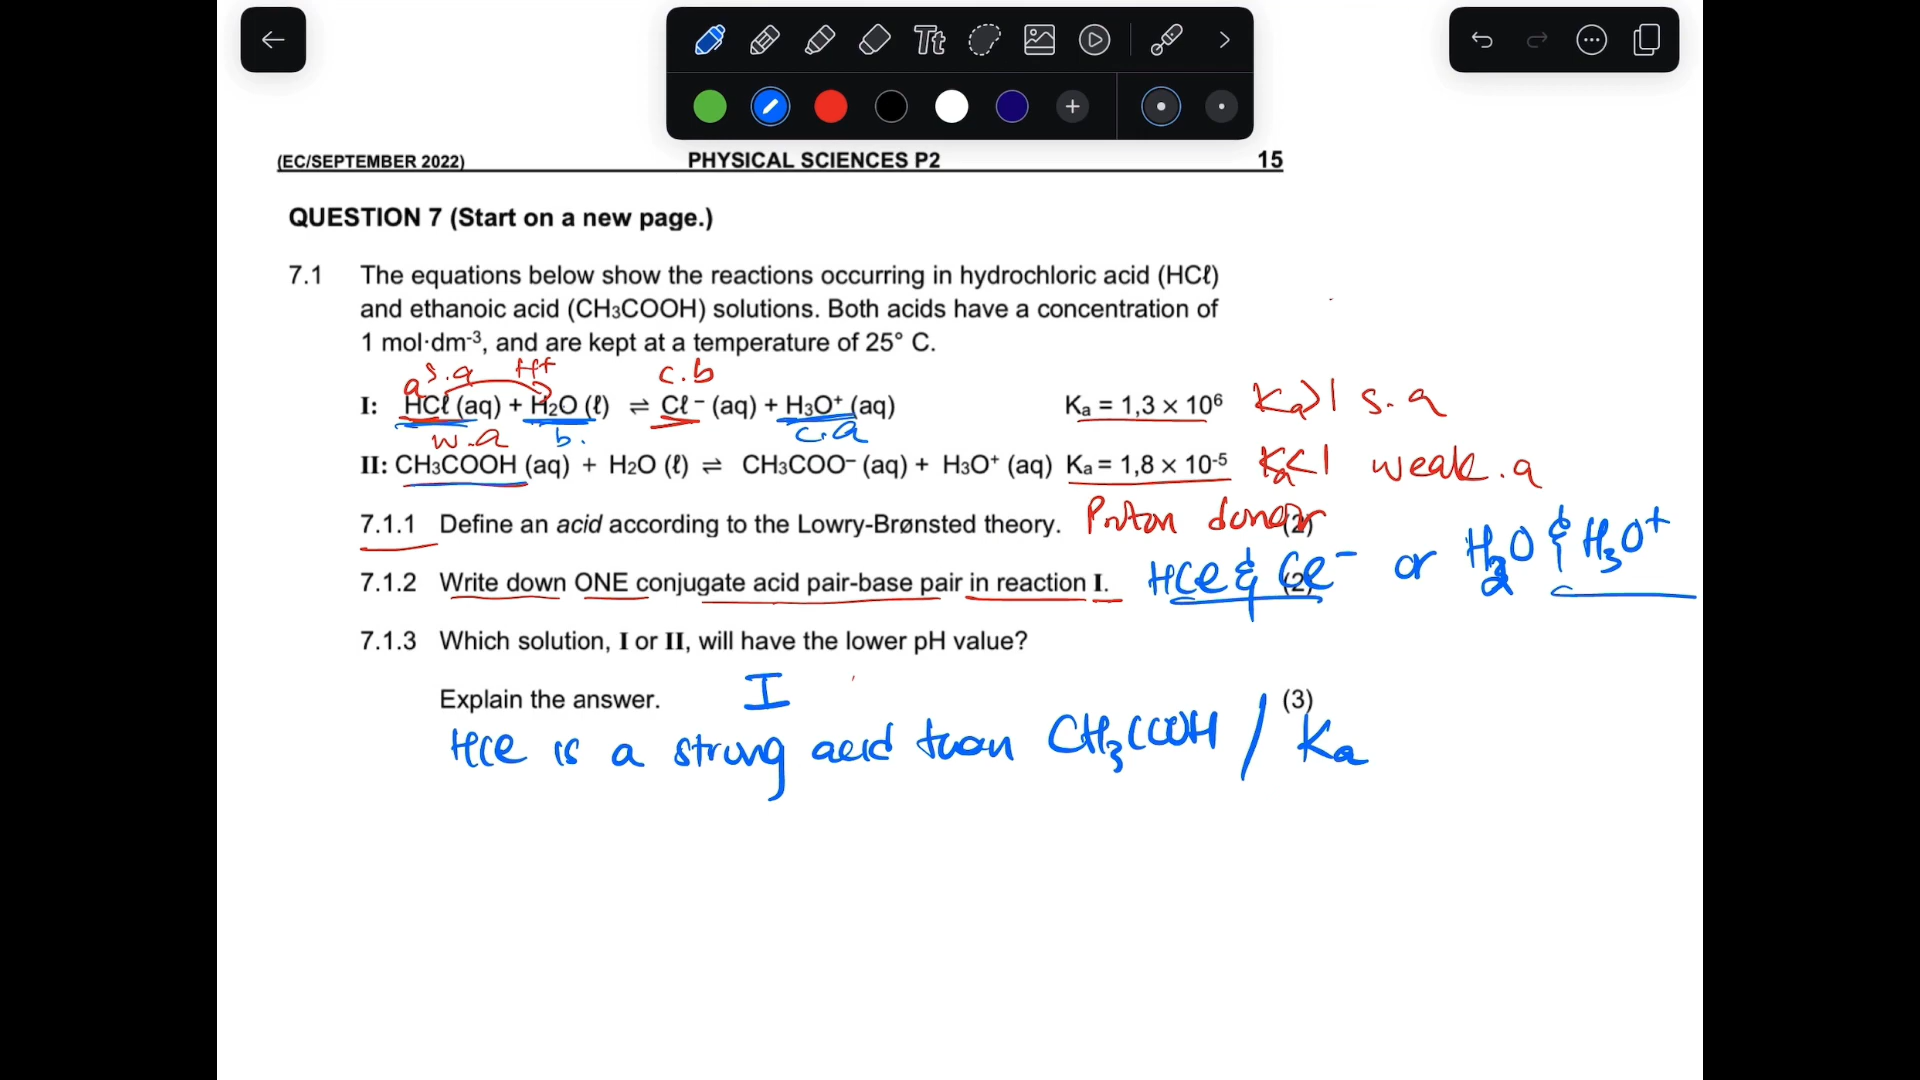 Tt
(EC/SEPTEMBER 2022) PHYSICAL SCIENCES P2 15
QUESTION 7 (Start on a new page.)
7.1 The equations below show the reactions occurring in hydrochloric acid (HCℓ)
and ethanoic acid (CH₃COOH) solutions. Both acids have a concentration of
1 mol·dm⁻³, and are kept at a temperature of 25° C.
a s.a H+ c.b
I: HCℓ (aq) + H₂O (ℓ) ⇌ Cℓ⁻ (aq) + H₃O⁺ (aq) Kₐ = 1,3 × 10⁶ Kₐ>1 s.a
w.a b. c.a
II: CH₃COOH (aq) + H₂O (ℓ) ⇌ CH₃COO⁻ (aq) + H₃O⁺ (aq) Kₐ = 1,8 × 10⁻⁵ Kₐ<1 weak.a
7.1.1 Define an acid according to the Lowry-Brønsted theory. Proton donor (2)
7.1.2 Write down ONE conjugate acid pair-base pair in reaction I. HCℓ & Cℓ⁻ or H₂O & H₃O⁺ (2)
7.1.3 Which solution, I or II, will have the lower pH value?
Explain the answer. I (3)
HCℓ is a strong acid than CH₃COOH / Kₐ